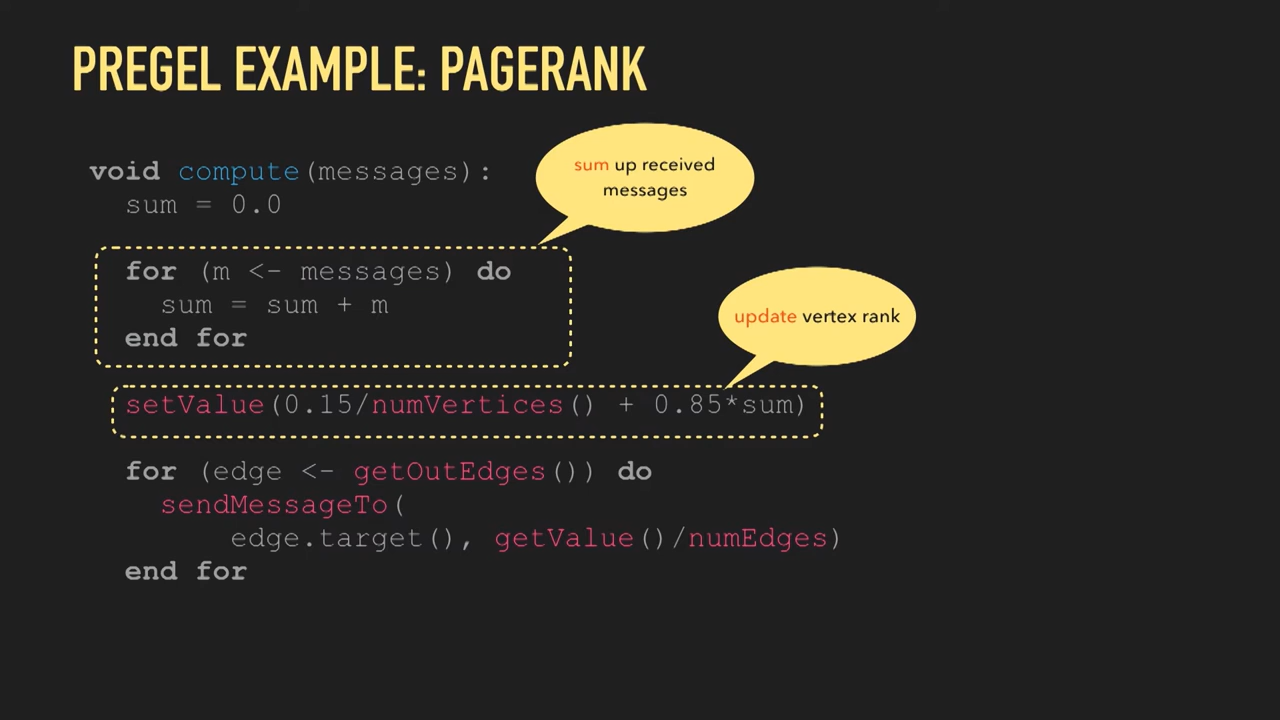 PREGEL EXAMPLE: PAGERANK
sum up received
messages
void compute(messages):
sum = 0.0
for (m <- messages) do
sum = sum + m
end for
update vertex rank
setValue(0.15/numVertices() + 0.85*sum)
for (edge <- getOutEdges()) do
sendMessageTo(
edge.target(), getValue()/numEdges)
end for